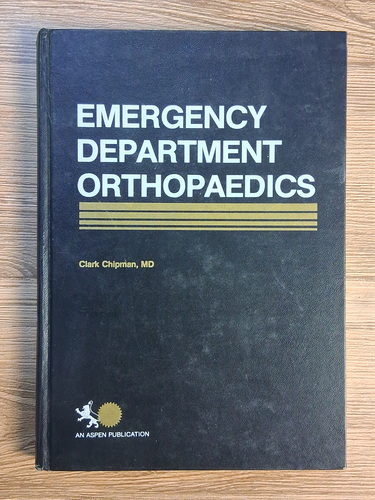 EMERGENCY
DEPARTMENT
ORTHOPAEDICS
Clark Chipman, MD
AN ASPEN PUBLICATION